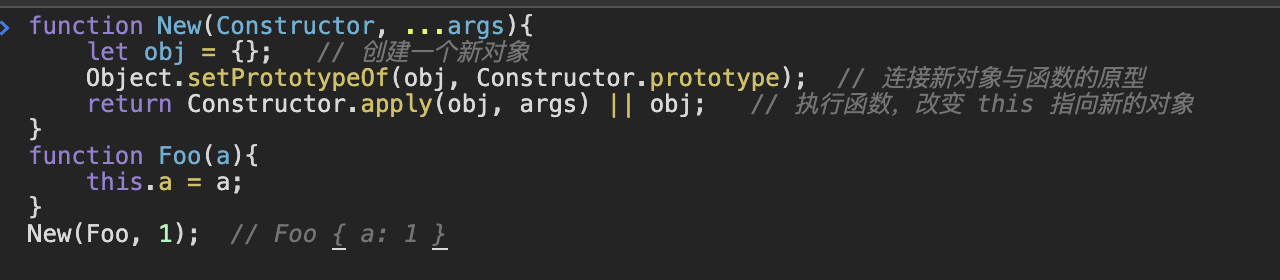 function New(Constructor, ...args){
    let obj = {};   // 创建一个新对象
    Object.setPrototypeOf(obj, Constructor.prototype);  // 连接新对象与函数的原型
    return Constructor.apply(obj, args) || obj;   // 执行函数，改变 this 指向新的对象
}
function Foo(a){
    this.a = a;
}
New(Foo, 1);  // Foo { a: 1 }